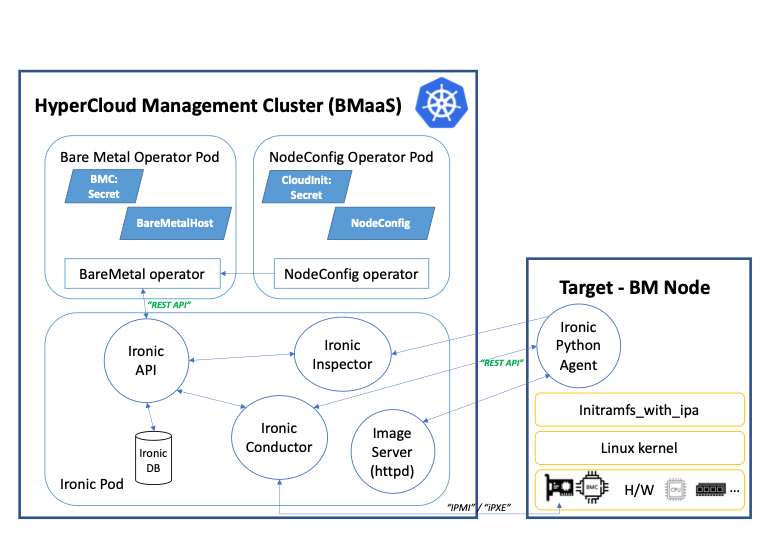 HyperCloud Management Cluster (BMaaS)
Bare Metal Operator Pod
BMC:
Secret
BareMetalHost
BareMetal operator
NodeConfig Operator Pod
CloudInit:
Secret
NodeConfig
NodeConfig operator
“REST API”
Ironic
API
Ironic
Inspector
Ironic
Conductor
Image
Server
(httpd)
Ironic
DB
Ironic Pod
“REST API”
“IPMI” / “iPXE”
Target - BM Node
Ironic
Python
Agent
Initramfs_with_ipa
Linux kernel
BMC
H/W
CPU
...